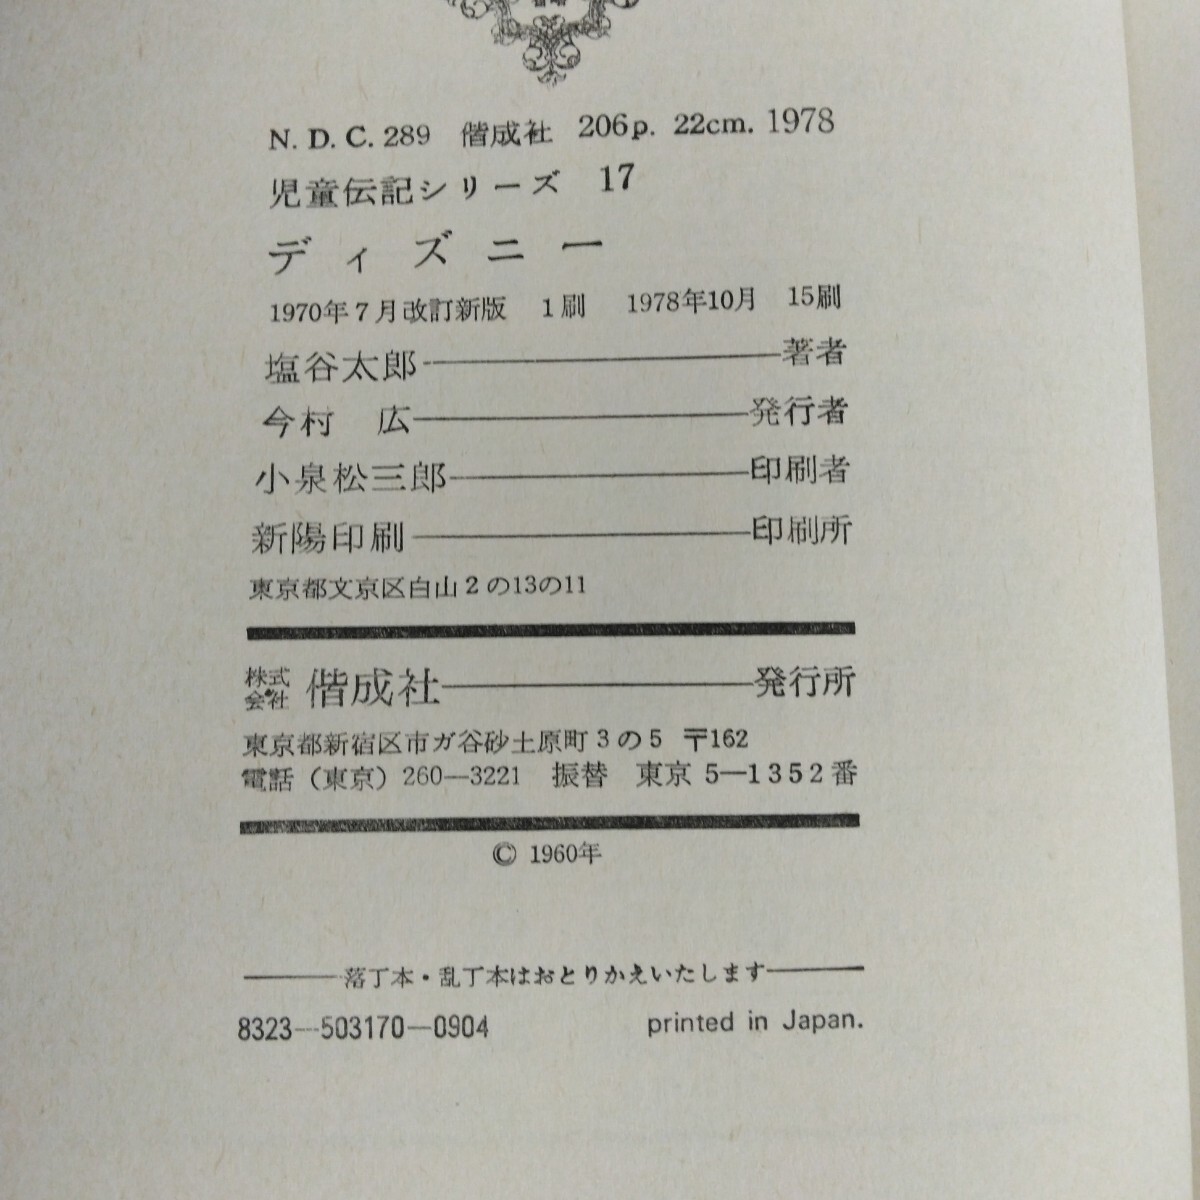 N. D. C. 289 偕成社 206p. 22cm. 1978
児童伝記シリーズ 17
ディズニー
1970年7月改訂新版 1刷 1978年10月 15刷
塩谷太郎――著者
今村 広――発行者
小泉松三郎――印刷者
新陽印刷――印刷所
東京都文京区白山2の13の11
株式会社 偕成社――発行所
東京都新宿区市ガ谷砂土原町3の5 〒162
電話（東京）260―3221 振替 東京 5―1352番
© 1960年
――落丁本・乱丁本はおとりかえいたします――
8323―503170―0904 printed in Japan.